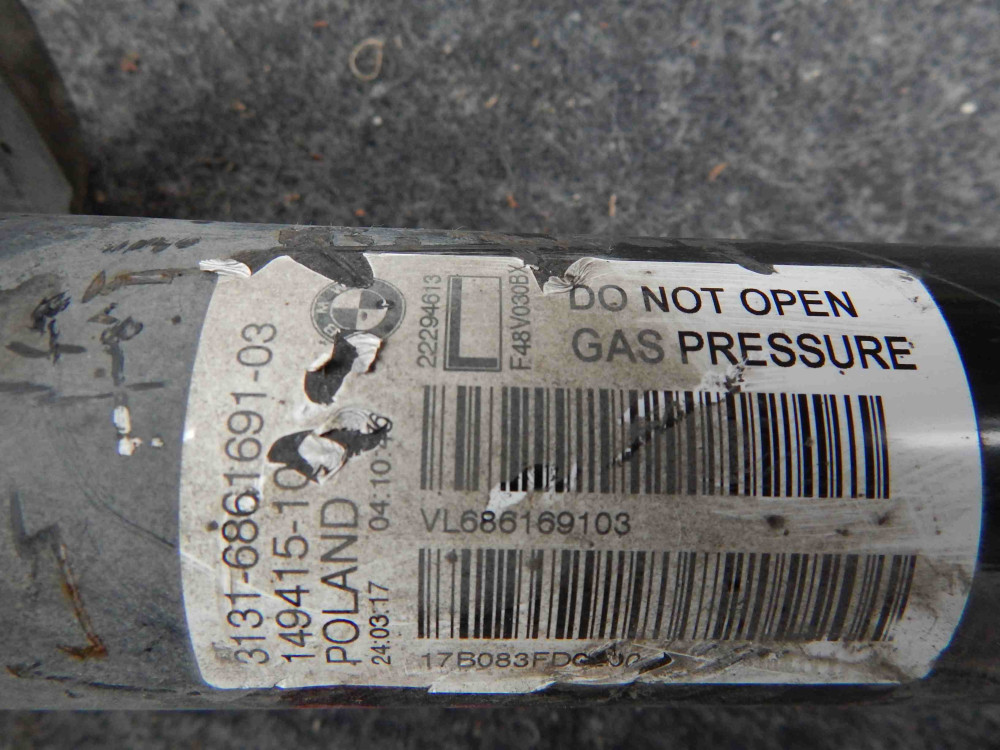 DO NOT OPEN
GAS PRESSURE
22294613
L
F48V030BX
VL686169103
3131-6861691-03
149415-10
POLAND
24.03.17 04:10:46